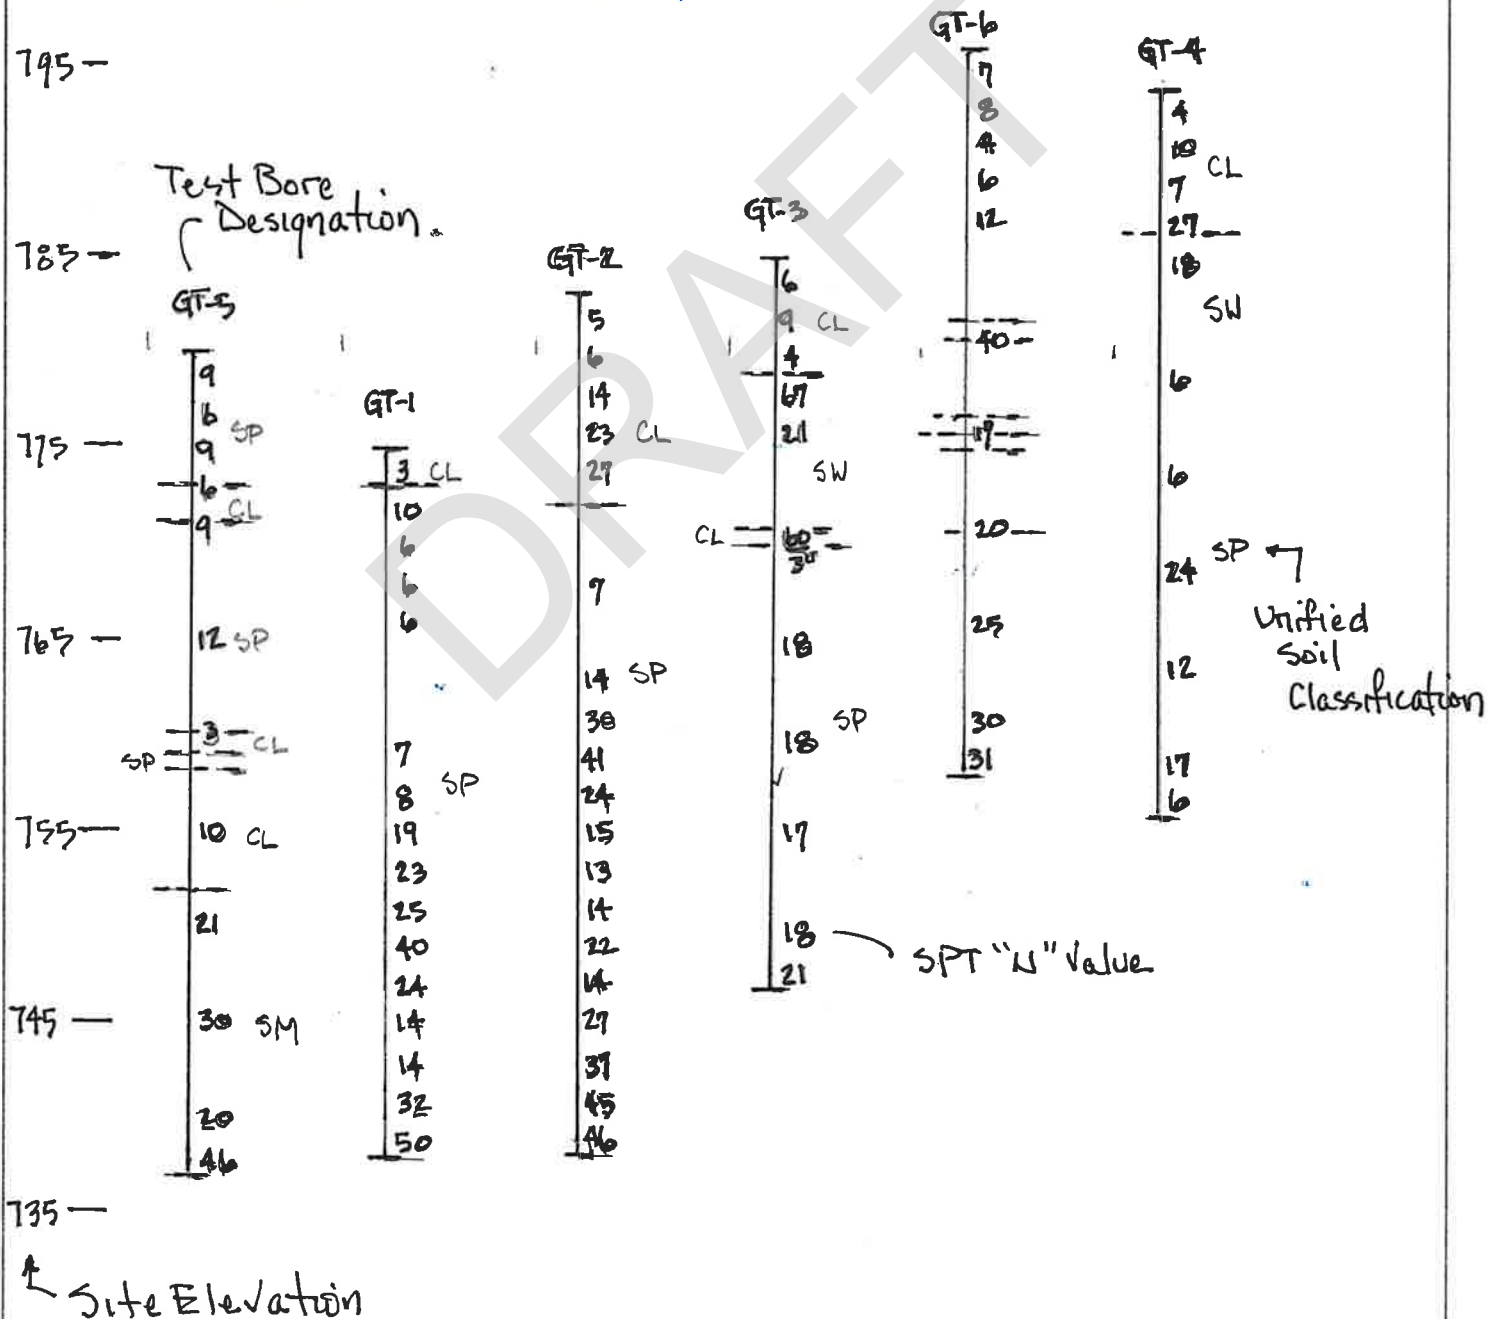 795 —
785 —
775 —
765 —
755 —
745 —
735 —
Site Elevation
Test Bore
Designation
GT-5
9
6
SP
9
6
CL
9
12 SP
3
CL
SP
10 CL
21
30 SM
20
46
GT-1
3 CL
10
6
6
6
7
8 SP
19
23
25
40
24
14
14
32
50
GT-2
5
6
14
23 CL
27
7
14 SP
38
41
24
15
13
14
22
14
27
37
45
46
GT-3
6
9 CL
4
67
21
SW
CL
60
3"
18
18 SP
17
18
21
SPT "N" Value
GT-6
7
8
4
6
12
40
19
20
25
30
31
GT-4
4
10
CL
7
27
18
SW
6
6
24 SP
12
17
6
Unified
Soil
Classification
DRAFT